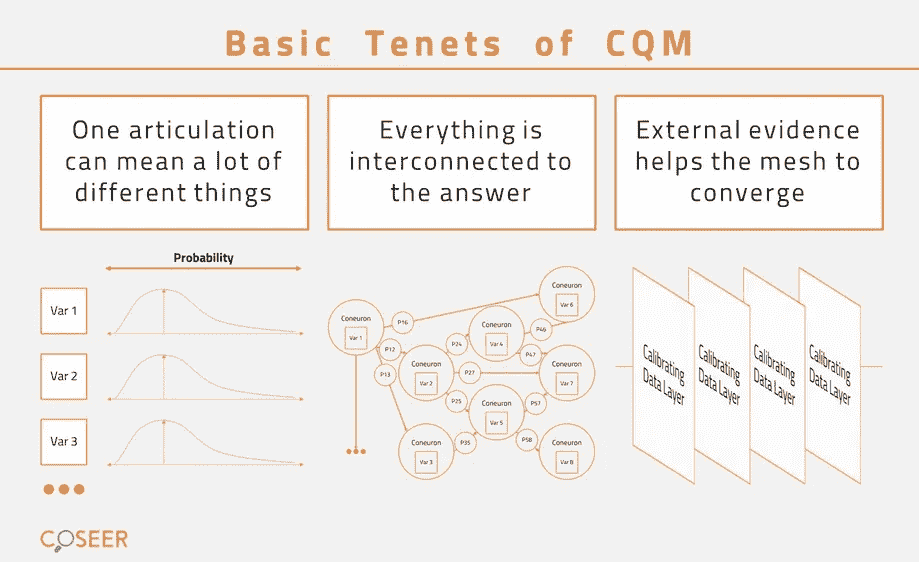 Basic Tenets of CQM
One articulation
can mean a lot of
different things
Everything is
interconnected to
the answer
External evidence
helps the mesh to
converge
Probability
Var 1
Var 2
Var 3
Coneuron
Var 1
P16
P12
P13
Coneuron
Var 2
Coneuron
Var 3
P24
P27
P25
P35
Coneuron
Var 4
Coneuron
Var 5
P46
P47
P57
P58
Coneuron
Var 6
Coneuron
Var 7
Coneuron
Var 8
Calibrating
Data Layer
Calibrating
Data Layer
Calibrating
Data Layer
Calibrating
Data Layer
COSEER